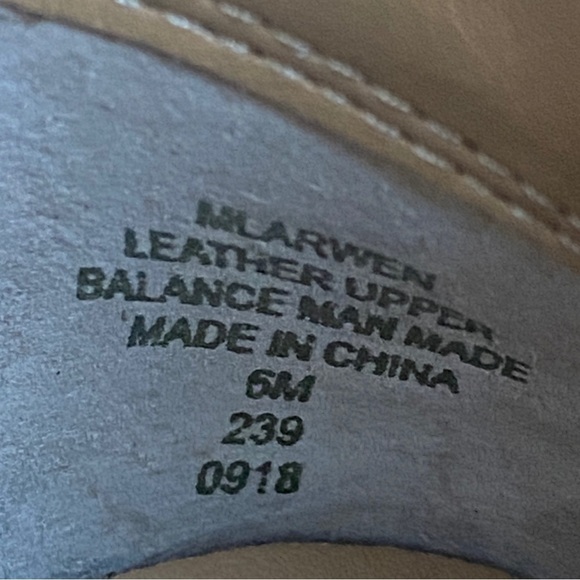 MLARWEN
LEATHER UPPER
BALANCE MAN MADE
MADE IN CHINA
6M
239
0918